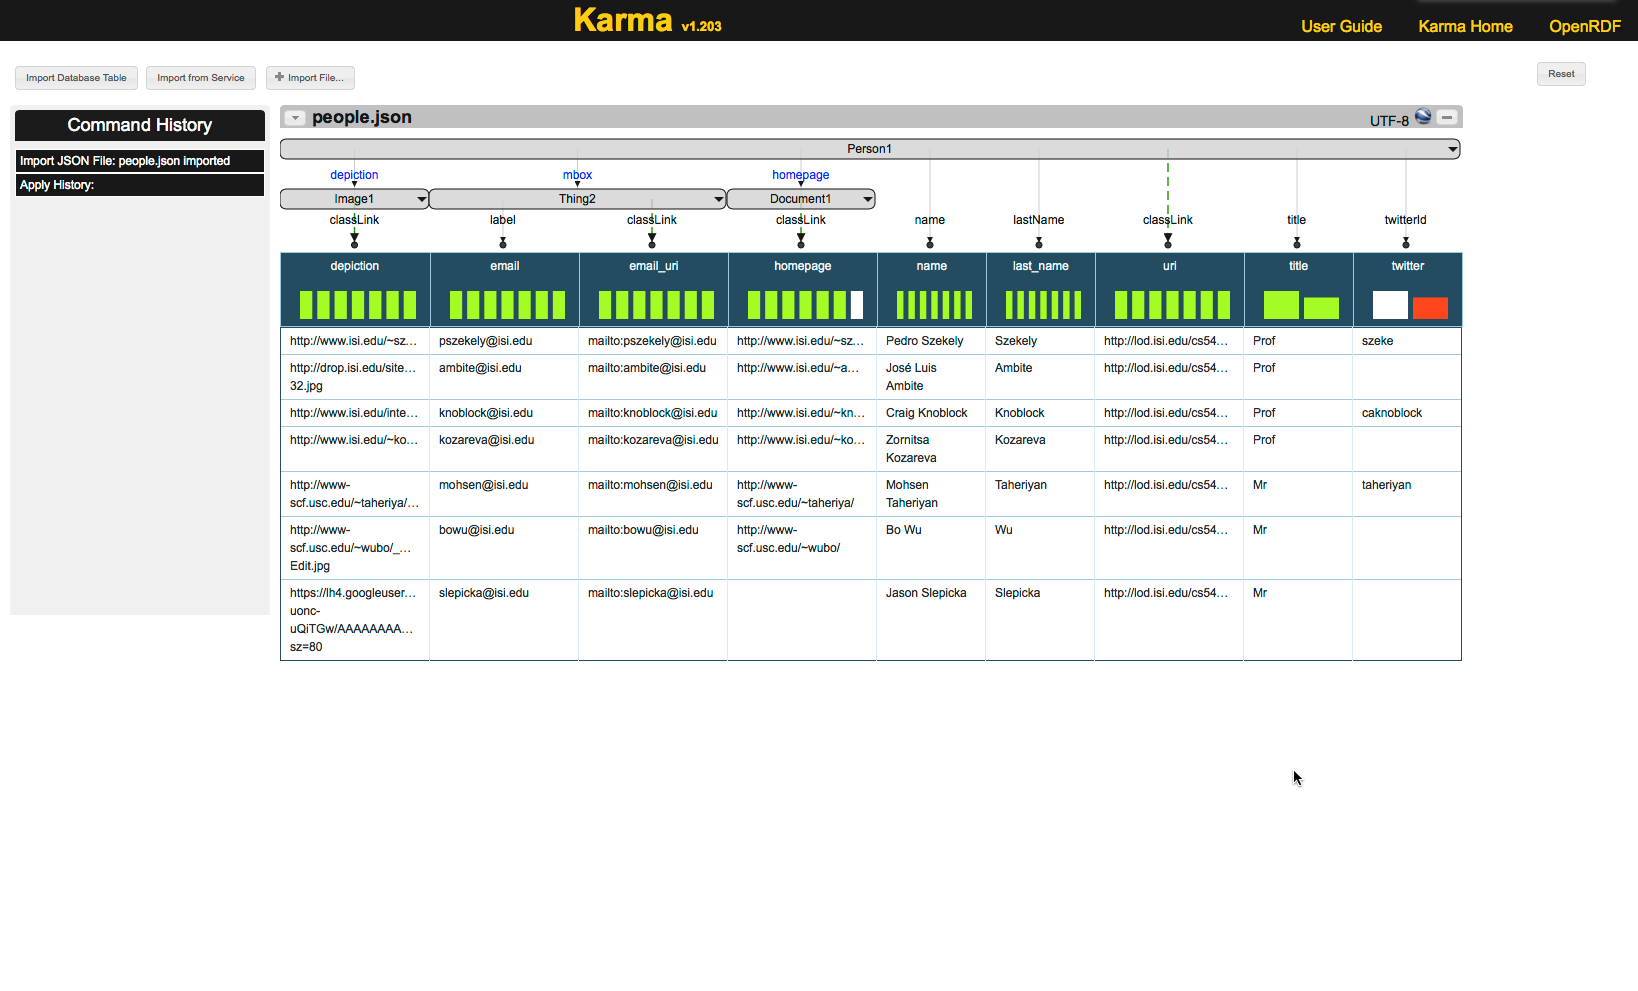 Karma v1.203
User Guide Karma Home OpenRDF
Import Database Table Import from Service Import File... Reset
Command History
Import JSON File: people.json imported
Apply History:
people.json UTF-8
Person1
depiction mbox homepage
Image1 Thing2 Document1
classLink label classLink classLink name lastName classLink title twitterId
depiction email email_uri homepage name last_name uri title twitter
http://www.isi.edu/~sz... pszekely@isi.edu mailto:pszekely@isi.edu http://www.isi.edu/~sz... Pedro Szekely Szekely http://lod.isi.edu/cs54... Prof szeke
http://drop.isi.edu/site... ambite@isi.edu mailto:ambite@isi.edu http://www.isi.edu/~a... José Luis Ambite http://lod.isi.edu/cs54... Prof
32.jpg Ambite
http://www.isi.edu/inte... knoblock@isi.edu mailto:knoblock@isi.edu http://www.isi.edu/~kn... Craig Knoblock Knoblock http://lod.isi.edu/cs54... Prof caknoblock
http://www.isi.edu/~ko... kozareva@isi.edu mailto:kozareva@isi.edu http://www.isi.edu/~ko... Zornitsa Kozareva http://lod.isi.edu/cs54... Prof
Kozareva
http://www- mohsen@isi.edu mailto:mohsen@isi.edu http://www- Mohsen Taheriyan http://lod.isi.edu/cs54... Mr taheriyan
scf.usc.edu/~taheriya/... scf.usc.edu/~taheriya/ Taheriyan
http://www- bowu@isi.edu mailto:bowu@isi.edu http://www- Bo Wu Wu http://lod.isi.edu/cs54... Mr
scf.usc.edu/~wubo/_... scf.usc.edu/~wubo/
Edit.jpg
https://lh4.googleuser... slepicka@isi.edu mailto:slepicka@isi.edu Jason Slepicka Slepicka http://lod.isi.edu/cs54... Mr
uonc-
uQiTGw/AAAAAAAA...
sz=80